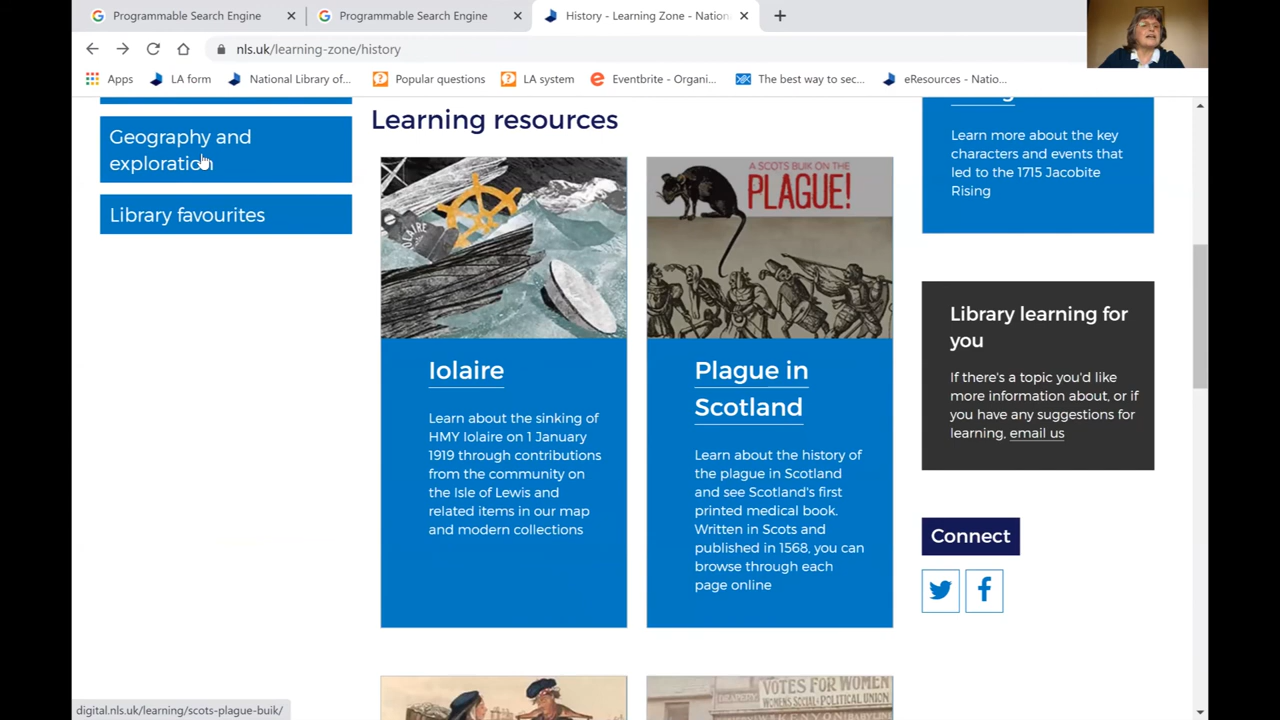 Programmable Search Engine
Programmable Search Engine
History - Learning Zone - Nation
nls.uk/learning-zone/history
Apps
LA form
National Library of...
Popular questions
LA system
Eventbrite - Organi...
The best way to sec...
eResources - Natio...
Geography and
exploration
Library favourites
Learning resources
IOLAIRE
Iolaire
Learn about the sinking of
HMY Iolaire on 1 January
1919 through contributions
from the community on
the Isle of Lewis and
related items in our map
and modern collections
A SCOTS BUIK ON THE
PLAGUE!
Plague in
Scotland
Learn about the history of
the plague in Scotland
and see Scotland's first
printed medical book.
Written in Scots and
published in 1568, you can
browse through each
page online
VOTES FOR WOMEN
WOMEN'S SOCIAL & POLITICAL UNION
Learn more about the key
characters and events that
led to the 1715 Jacobite
Rising
Library learning for
you
If there's a topic you'd like
more information about, or if
you have any suggestions for
learning, email us
Connect
digital.nls.uk/learning/scots-plague-buik/